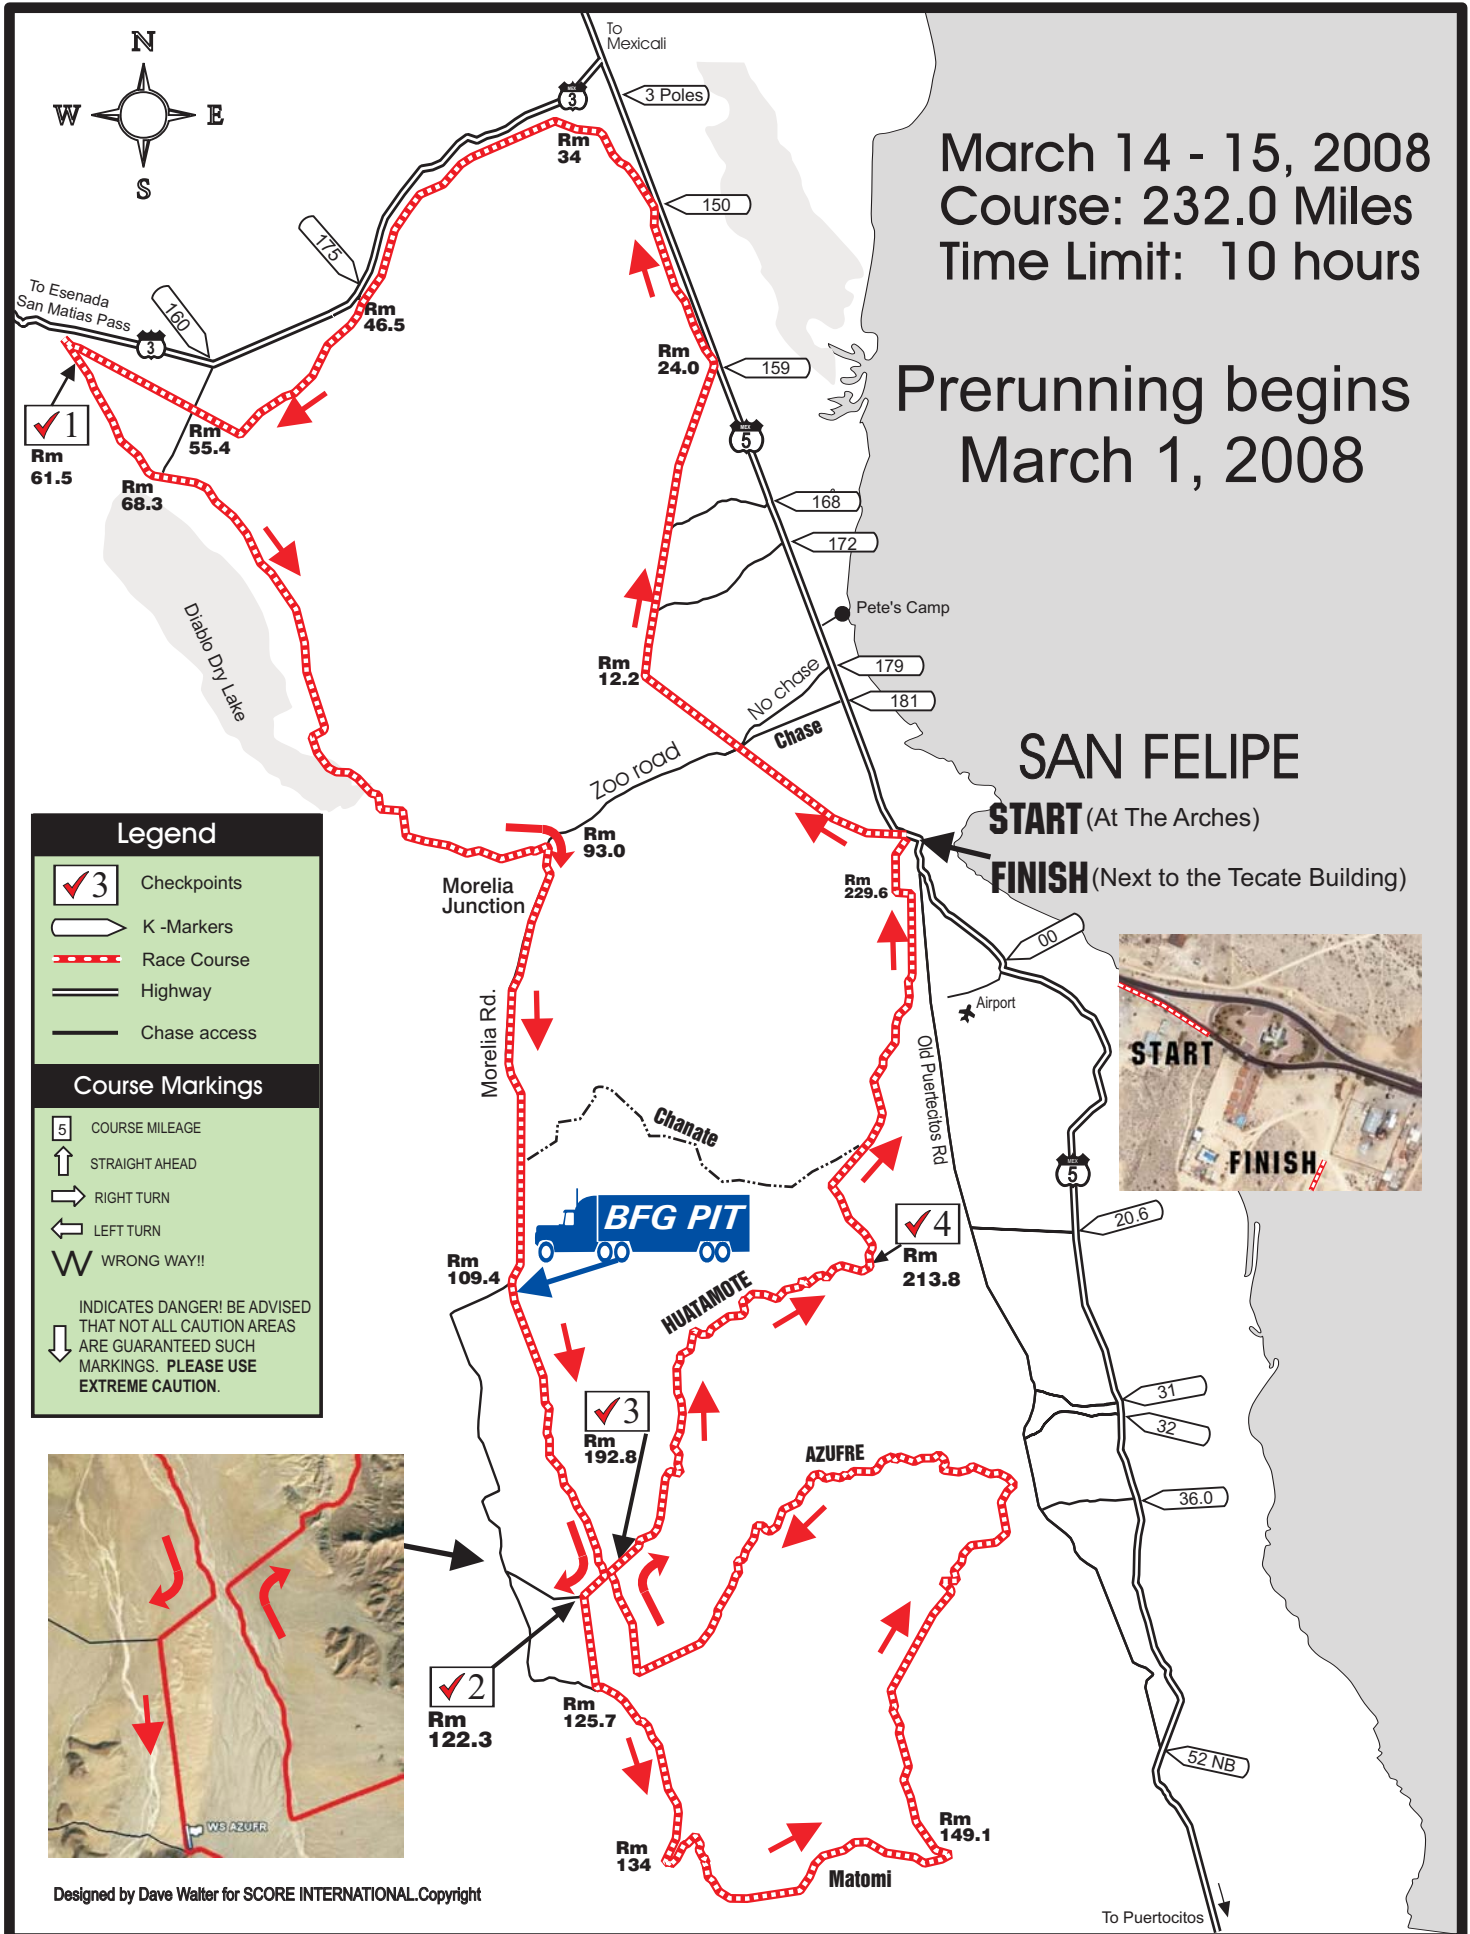 N
W
E
S
To
Mexicali
MEX
3
3 Poles
Rm
34
March 14 - 15, 2008
Course: 232.0 Miles
Time Limit: 10 hours
150
175
To Esenada
San Matias Pass
160
MEX
3
Rm
46.5
Rm
24.0
159
Prerunning begins
March 1, 2008
1
Rm
61.5
Rm
55.4
MEX
5
Rm
68.3
168
172
Diablo Dry Lake
Pete's Camp
Rm
12.2
No chase
179
181
Chase
Zoo road
SAN FELIPE
START (At The Arches)
FINISH (Next to the Tecate Building)
Rm
93.0
Morelia
Junction
Rm
229.6
Legend
3 Checkpoints
K -Markers
Race Course
Highway
Chase access
Course Markings
5 COURSE MILEAGE
STRAIGHT AHEAD
RIGHT TURN
LEFT TURN
W WRONG WAY!!
INDICATES DANGER! BE ADVISED
THAT NOT ALL CAUTION AREAS
ARE GUARANTEED SUCH
MARKINGS. PLEASE USE
EXTREME CAUTION.
00
Airport
Morelia Rd.
Old Puertecitos Rd
START
FINISH
Chanate
MEX
5
BFG PIT
4
Rm
213.8
20.6
Rm
109.4
HUATAMOTE
31
32
3
Rm
192.8
AZUFRE
36.0
2
Rm
122.3
Rm
125.7
52 NB
WS AZUFR
Rm
134
Rm
149.1
Matomi
Designed by Dave Walter for SCORE INTERNATIONAL.Copyright
To Puertocitos